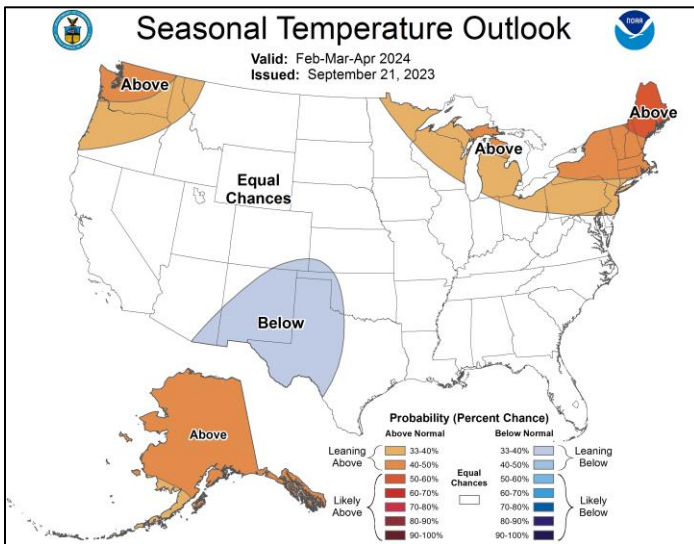 Seasonal Temperature Outlook
NOAA
Valid: Feb-Mar-Apr 2024
Issued: September 21, 2023
Above
Above
Above
Equal
Chances
Below
Above
Probability (Percent Chance)
Above Normal
Below Normal
Leaning
Above
33-40%
40-50%
Likely
Above
50-60%
60-70%
70-80%
80-90%
90-100%
Equal
Chances
33-40%
40-50%
Leaning
Below
50-60%
60-70%
70-80%
80-90%
90-100%
Likely
Below